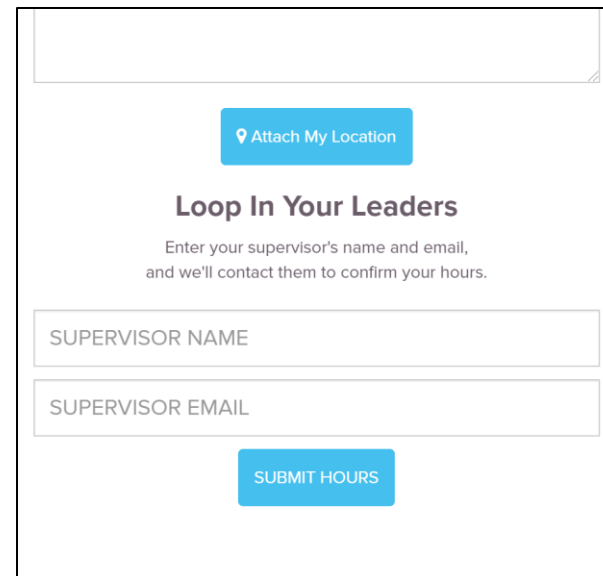 Attach My Location
Loop In Your Leaders
Enter your supervisor's name and email,
and we'll contact them to confirm your hours.
SUPERVISOR NAME
SUPERVISOR EMAIL
SUBMIT HOURS